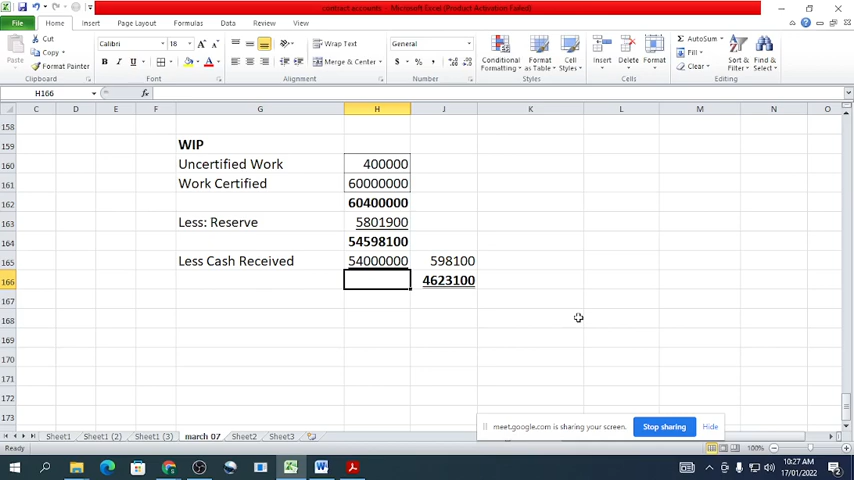 contract accounts - Microsoft Excel (Product Activation Failed)
File Home Insert Page Layout Formulas Data Review View
Cut Calibri 18 Wrap Text General AutoSum
Copy Fill
Paste Format Painter B I U Merge & Center $ % , Conditional Formatting Format as Table Cell Styles Insert Delete Format Clear Sort & Filter Find & Select
Clipboard Font Alignment Number Styles Cells Editing
H166 fx
C D E F G H J K L M N O
158
159 WIP
160 Uncertified Work 400000
161 Work Certified 60000000
162 60400000
163 Less: Reserve 5801900
164 54598100
165 Less Cash Received 54000000 598100
166 4623100
167
168
169
170
171
172
173
meet.google.com is sharing your screen. Stop sharing Hide
Sheet1 Sheet1 (2) Sheet1 (3) march 07 Sheet2 Sheet3
Ready 100%
10:27 AM
17/01/2022
2